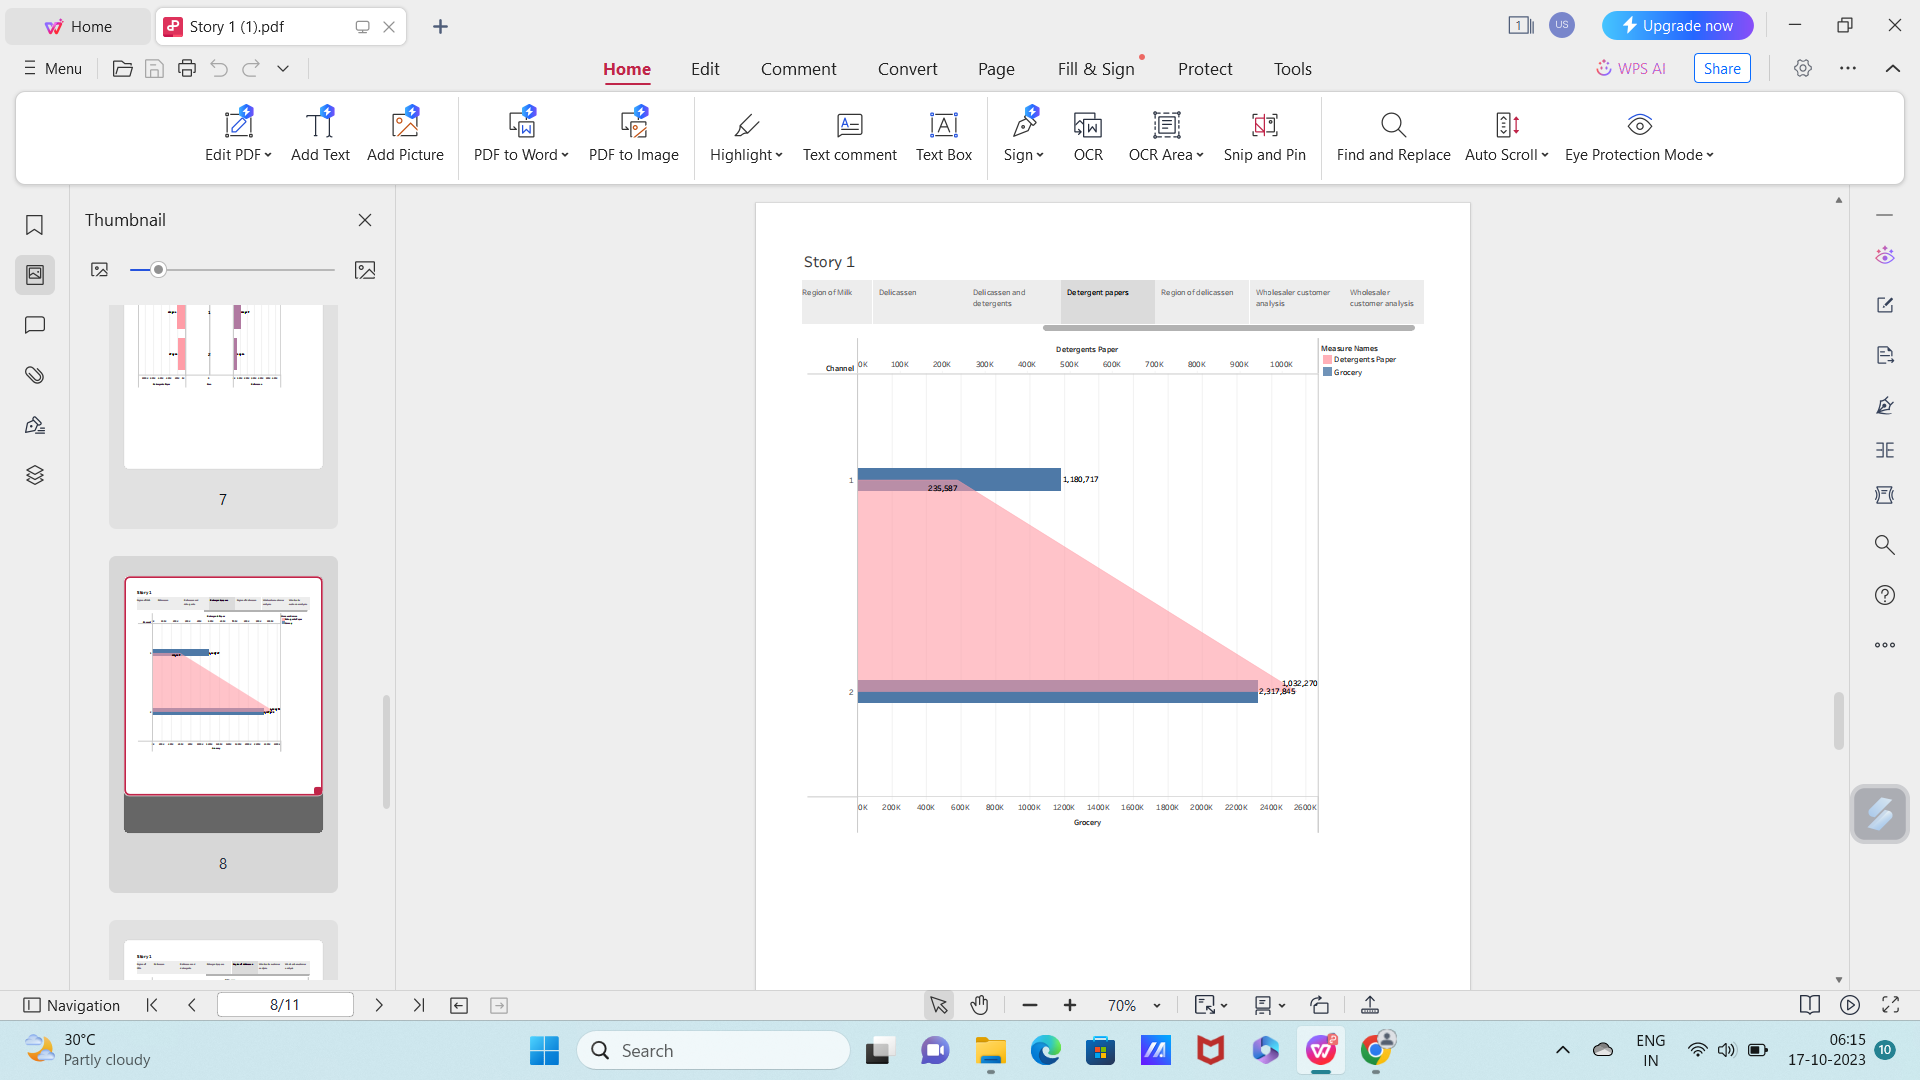 Home
Story 1 (1).pdf
1
US
Upgrade now
Menu
Home
Edit
Comment
Convert
Page
Fill & Sign
Protect
Tools
WPS AI
Share
Edit PDF
Add Text
Add Picture
PDF to Word
PDF to Image
Highlight
Text comment
Text Box
Sign
OCR
OCR Area
Snip and Pin
Find and Replace
Auto Scroll
Eye Protection Mode
Thumbnail
7
Story 1
8
Story 1
Story 1
Region of Milk
Delicassen
Delicassen and
detergents
Detergent papers
Region of delicassen
Wholesaler customer
analysis
Wholesaler
customer analysis
Detergents Paper
Channel
0K 100K 200K 300K 400K 500K 600K 700K 800K 900K 1000K
Measure Names
Detergents Paper
Grocery
1
1,180,717
235,587
2
1,032,270
2,317,845
0K 200K 400K 600K 800K 1000K 1200K 1400K 1600K 1800K 2000K 2200K 2400K 2600K
Grocery
Navigation
8/11
70%
30°C
Partly cloudy
Search
ENG
IN
06:15
17-10-2023
10